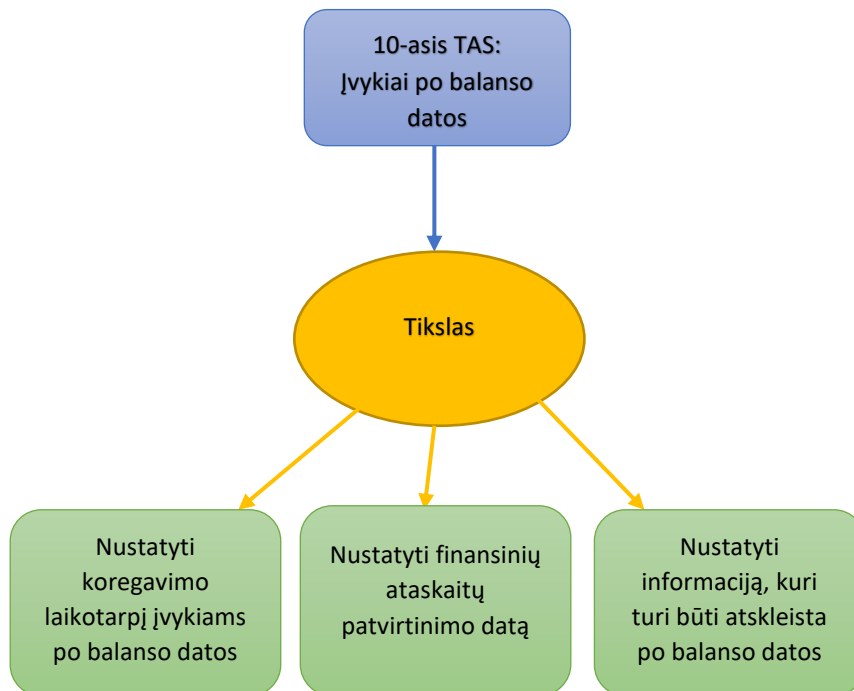 10-asis TAS:
Įvykiai po balanso
datos
Tikslas
Nustatyti
koregavimo
laikotarpį įvykiams
po balanso datos
Nustatyti finansinių
ataskaitų
patvirtinimo datą
Nustatyti
informaciją, kuri
turi būti atskleista
po balanso datos